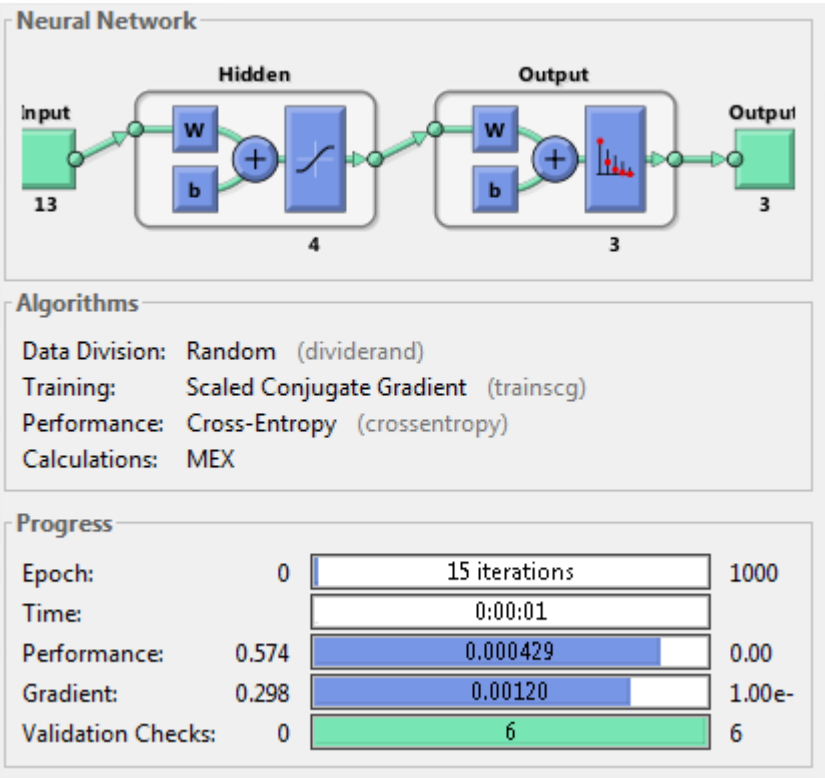 Neural Network
Hidden Output
nput Output
W W
b b
13 3
4 3
Algorithms
Data Division: Random (dividerand)
Training: Scaled Conjugate Gradient (trainscg)
Performance: Cross-Entropy (crossentropy)
Calculations: MEX
Progress
Epoch: 0 15 iterations 1000
Time: 0:00:01
Performance: 0.574 0.000429 0.00
Gradient: 0.298 0.00120 1.00e-
Validation Checks: 0 6 6